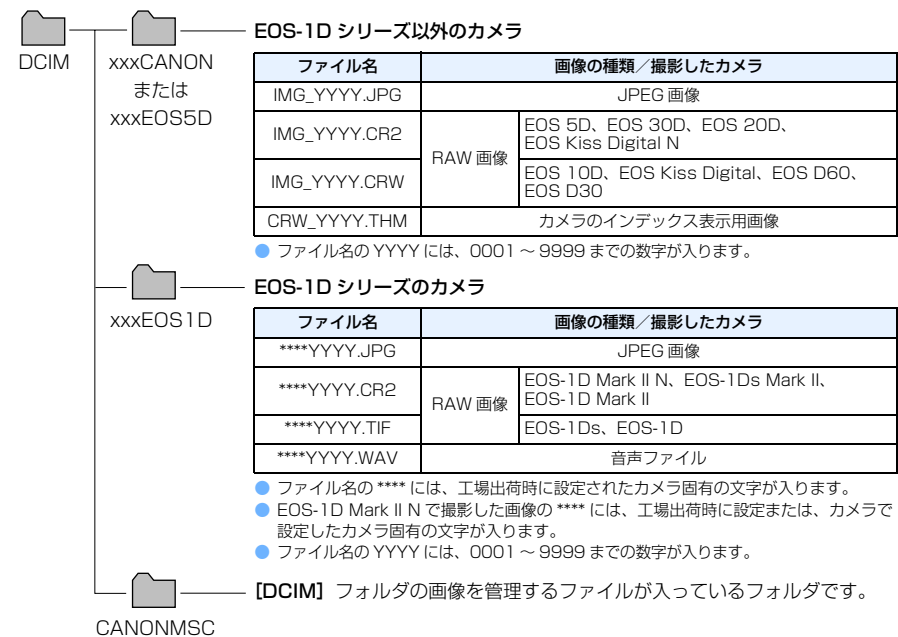 DCIM
xxxCANON
または
xxxEOS5D
EOS-1D シリーズ以外のカメラ
ファイル名 画像の種類／撮影したカメラ
IMG_YYYY.JPG JPEG 画像
IMG_YYYY.CR2 RAW 画像 EOS 5D、EOS 30D、EOS 20D、
EOS Kiss Digital N
IMG_YYYY.CRW EOS 10D、EOS Kiss Digital、EOS D60、
EOS D30
CRW_YYYY.THM カメラのインデックス表示用画像
● ファイル名の YYYY には、0001 ～ 9999 までの数字が入ります。
xxxEOS1D
EOS-1D シリーズのカメラ
ファイル名 画像の種類／撮影したカメラ
****YYYY.JPG JPEG 画像
****YYYY.CR2 RAW 画像 EOS-1D Mark II N、EOS-1Ds Mark II、
EOS-1D Mark II
****YYYY.TIF EOS-1Ds、EOS-1D
****YYYY.WAV 音声ファイル
● ファイル名の **** には、工場出荷時に設定されたカメラ固有の文字が入ります。
● EOS-1D Mark II N で撮影した画像の **** には、工場出荷時に設定または、カメラで
設定したカメラ固有の文字が入ります。
● ファイル名の YYYY には、0001 ～ 9999 までの数字が入ります。
CANONMSC
［DCIM］フォルダの画像を管理するファイルが入っているフォルダです。